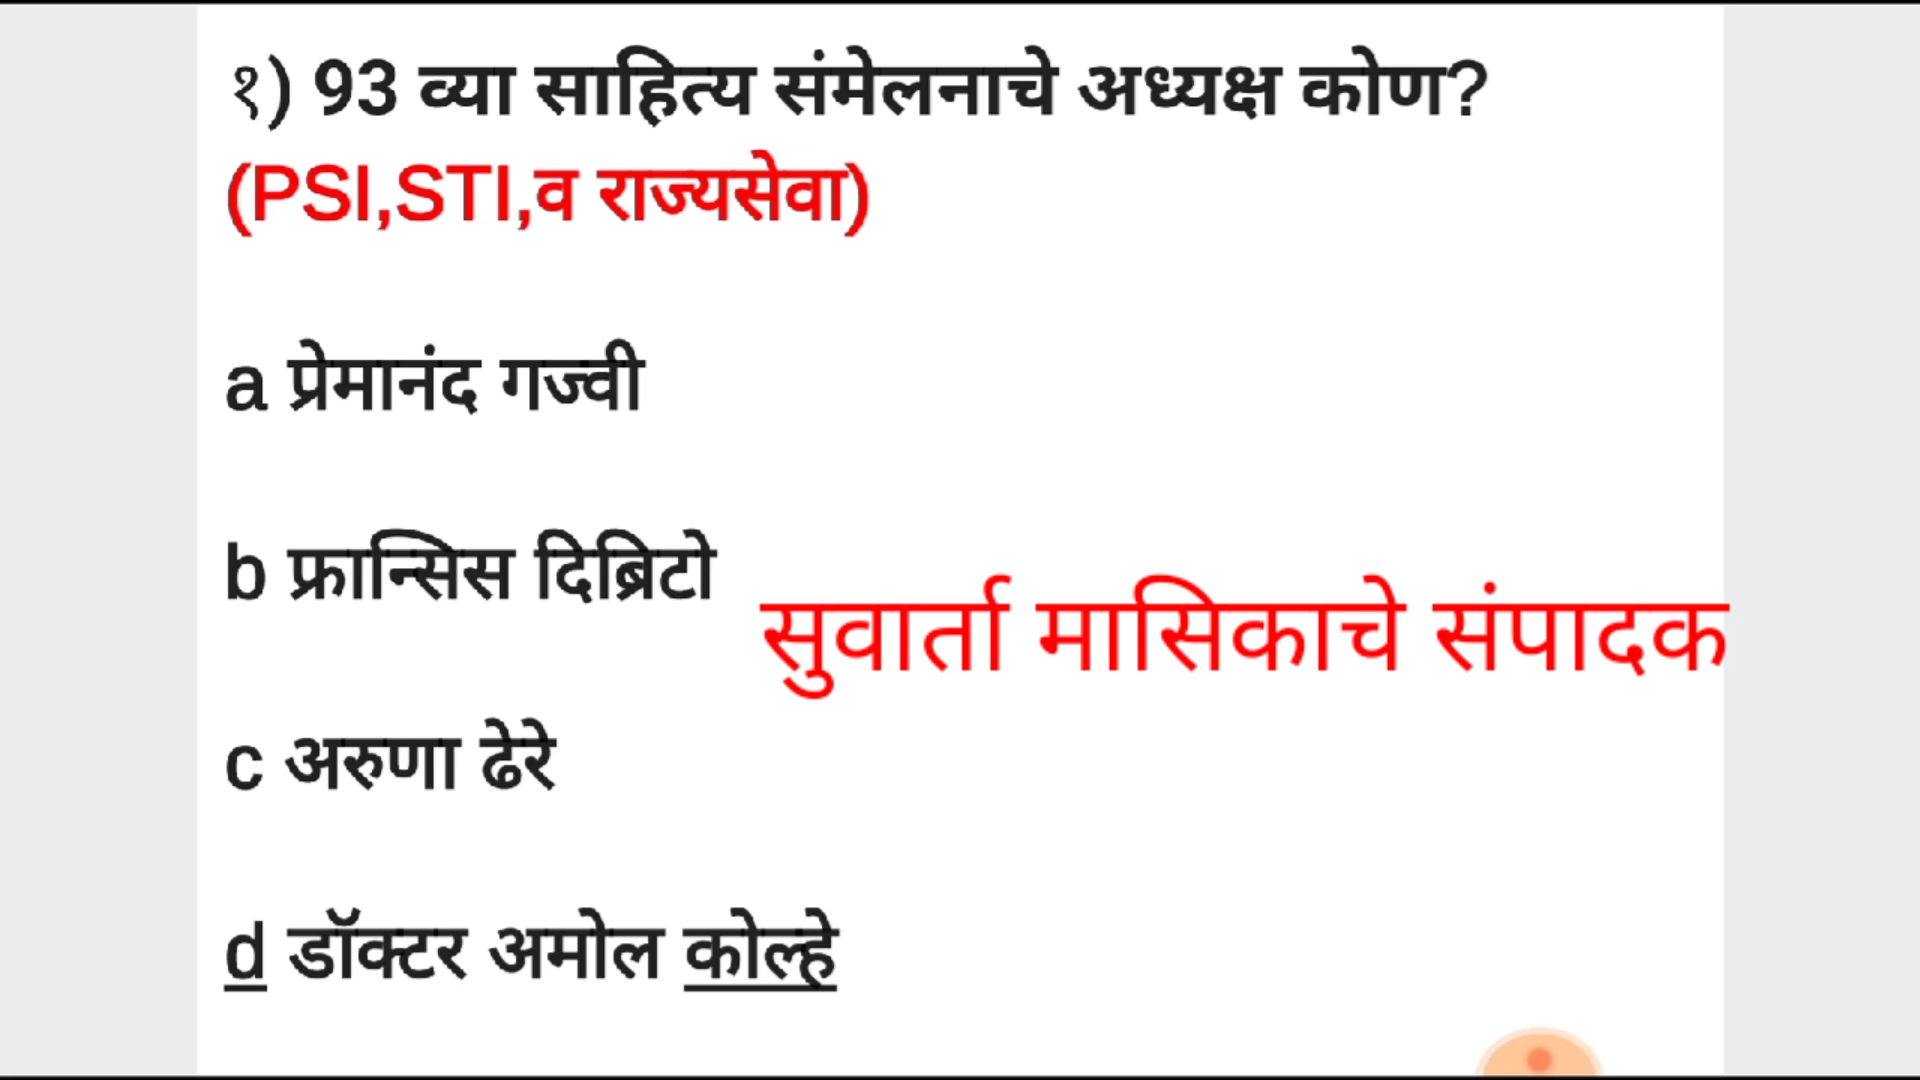 १) 93 व्या साहित्य संमेलनाचे अध्यक्ष कोण?
(PSI,STI,व राज्यसेवा)
a प्रेमानंद गज्वी
b फ्रान्सिस दिब्रिटो
सुवार्ता मासिकाचे संपादक
c अरुणा ढेरे
d डॉक्टर अमोल कोल्हे